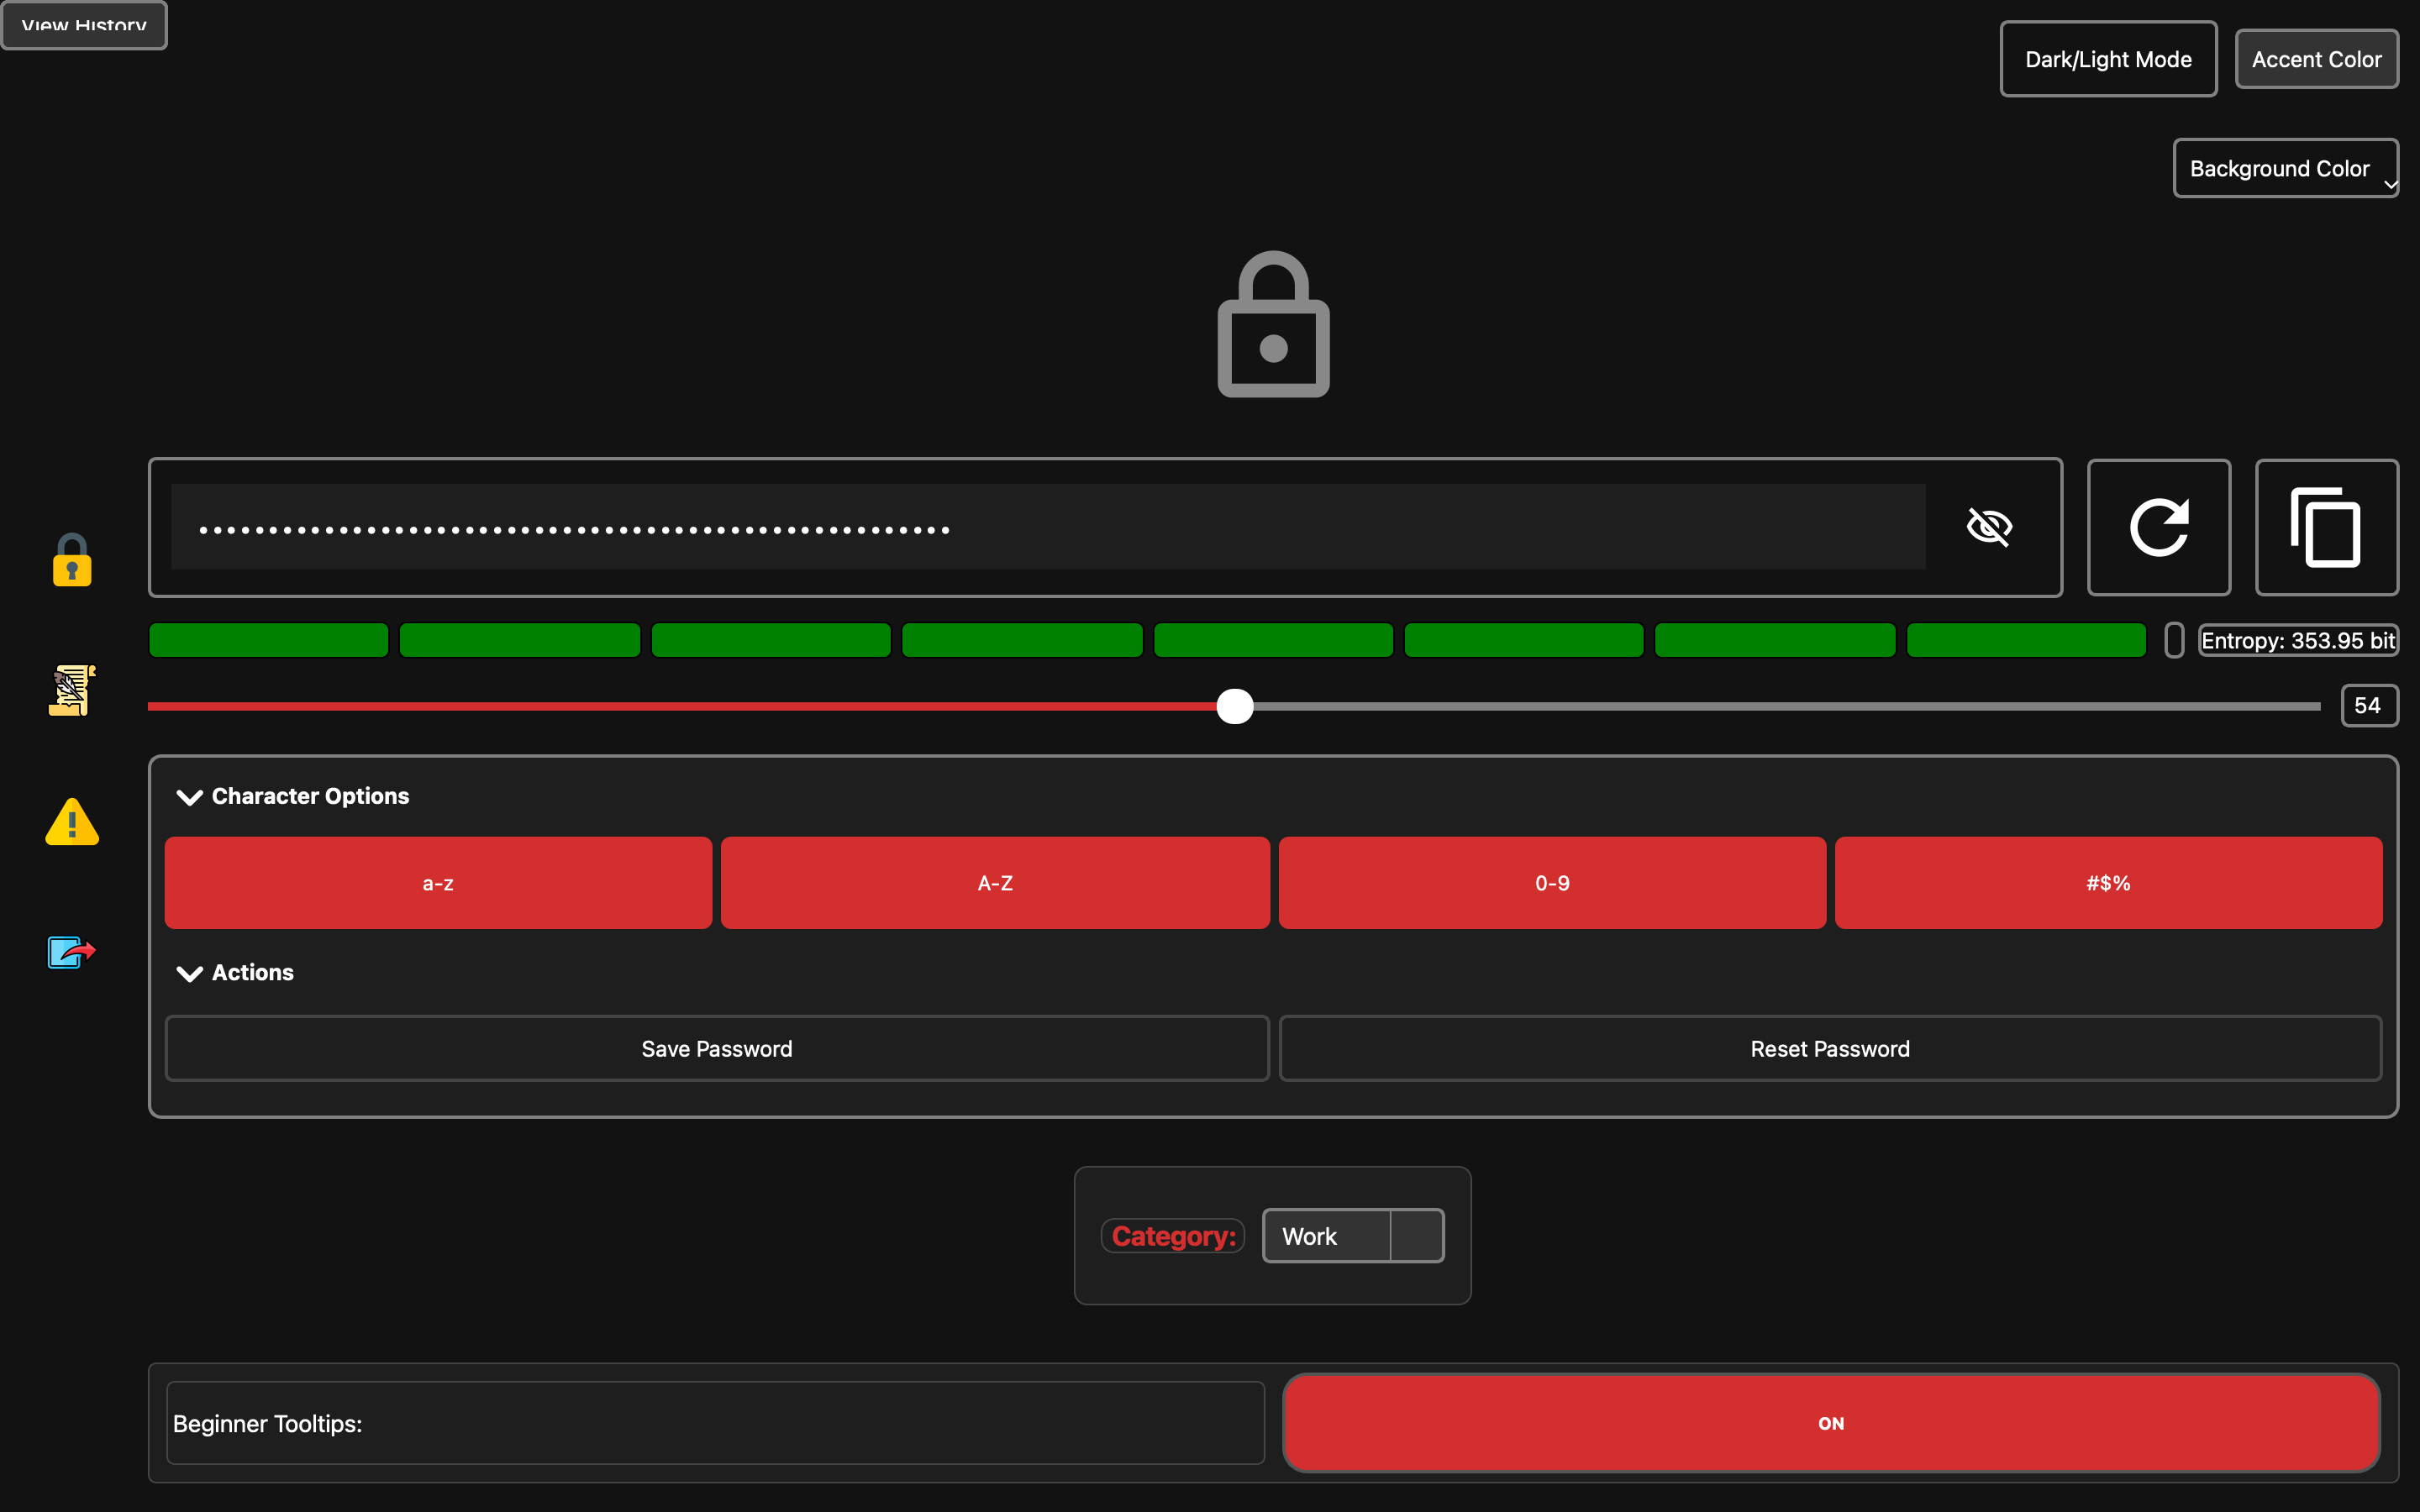 View History
Dark/Light Mode
Accent Color
Background Color
Entropy: 353.95 bit
54
Character Options
a-z
A-Z
0-9
#$%
Actions
Save Password
Reset Password
Category:
Work
Beginner Tooltips:
ON